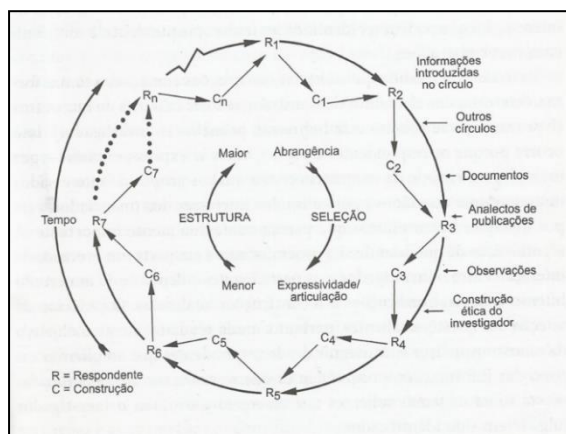 R1
Rn
Cn
C1
R2
Informações
Introduzidas
no círculo
Outros
círculos
C2
Documentos
C7
Maior
Abrangência
R3
Analectos de
publicações
Tempo
R7
ESTRUTURA
SELEÇÃO
C3
Observações
C6
Menor
Expressividade/
articulação
Construção
ética do
investigador
R6
C5
C4
R4
R5
R = Respondente
C = Construção